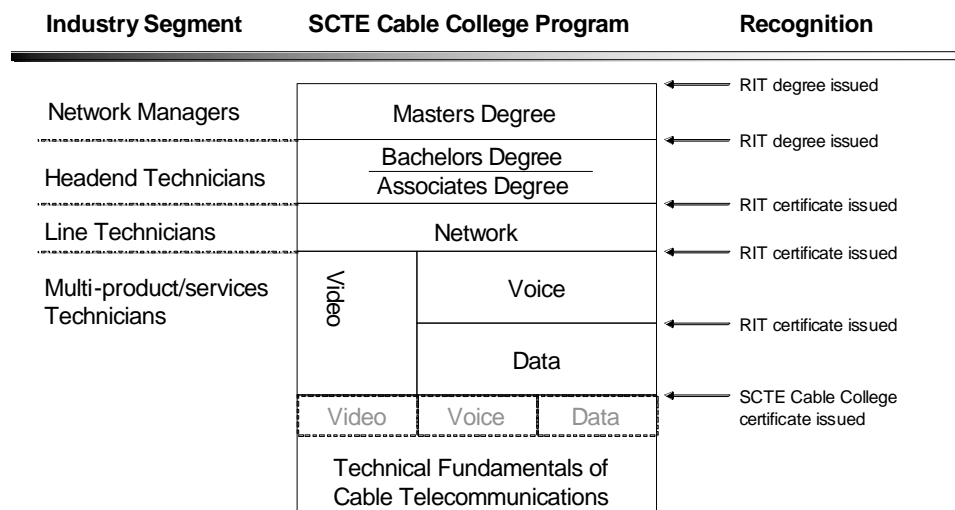 Industry Segment SCTE Cable College Program Recognition
RIT degree issued
Network Managers Masters Degree
RIT degree issued
Bachelors Degree
Headend Technicians
Associates Degree
RIT certificate issued
Line Technicians Network
RIT certificate issued
Video
Multi-product/services
Technicians
Voice
RIT certificate issued
Data
SCTE Cable College
certificate issued
Video Voice Data
Technical Fundamentals of
Cable Telecommunications